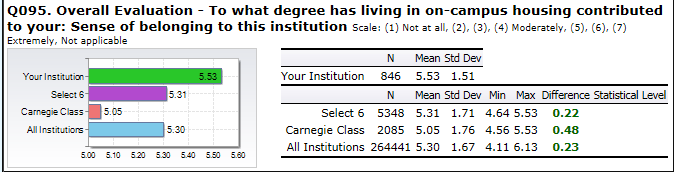 Q095. Overall Evaluation - To what degree has living in on-campus housing contributed
to your: Sense of belonging to this institution Scale: (1) Not at all, (2), (3), (4) Moderately, (5), (6), (7)
Extremely, Not applicable
Your Institution 5.53
Select 6 5.31
Carnegie Class 5.05
All Institutions 5.30
5.00 5.10 5.20 5.30 5.40 5.50 5.60
N Mean Std Dev
Your Institution 846 5.53 1.51
N Mean Std Dev Min Max Difference Statistical Level
Select 6 5348 5.31 1.71 4.64 5.53 0.22
Carnegie Class 2085 5.05 1.76 4.56 5.53 0.48
All Institutions 264441 5.30 1.67 4.11 6.13 0.23